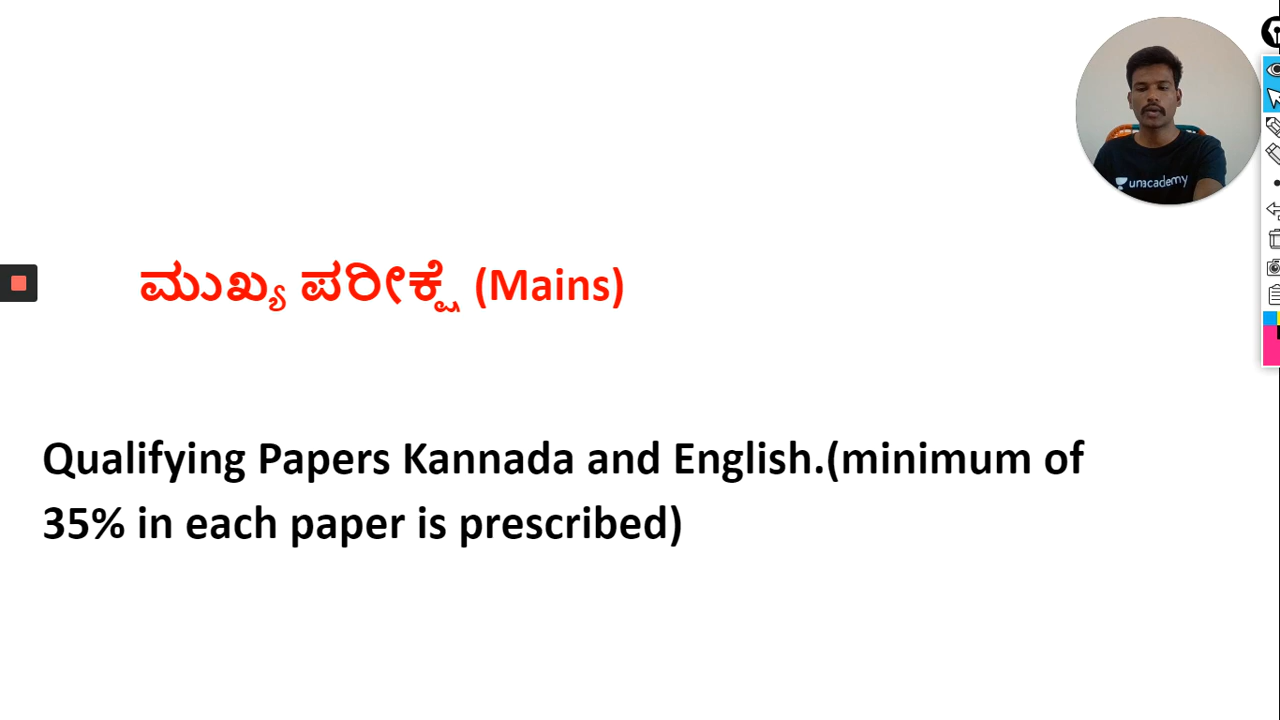 unacademy
ಮುಖ್ಯ ಪರೀಕ್ಷೆ (Mains)
Qualifying Papers Kannada and English.(minimum of
35% in each paper is prescribed)